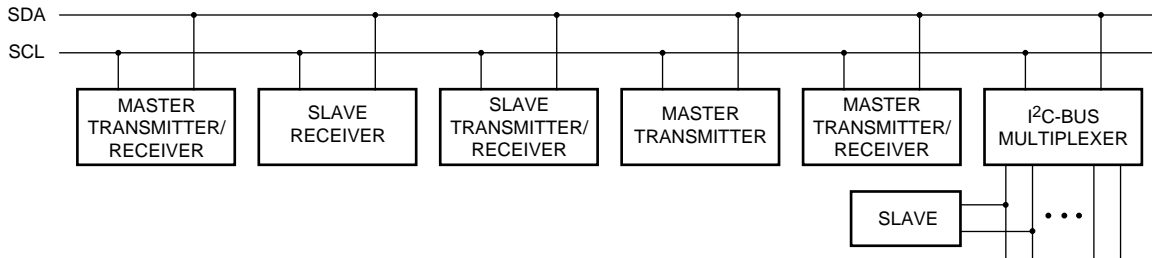 SDA
SCL
MASTER
TRANSMITTER/
RECEIVER
SLAVE
RECEIVER
SLAVE
TRANSMITTER/
RECEIVER
MASTER
TRANSMITTER
MASTER
TRANSMITTER/
RECEIVER
I²C-BUS
MULTIPLEXER
SLAVE